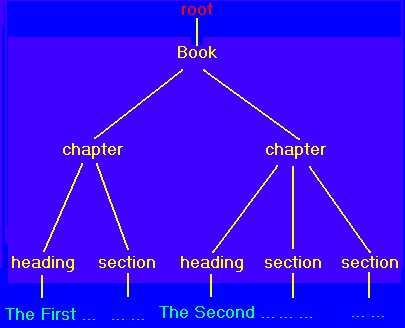 root
Book
chapter chapter
heading section heading section section
The First ... ... ... The Second ... ... ... ... ...